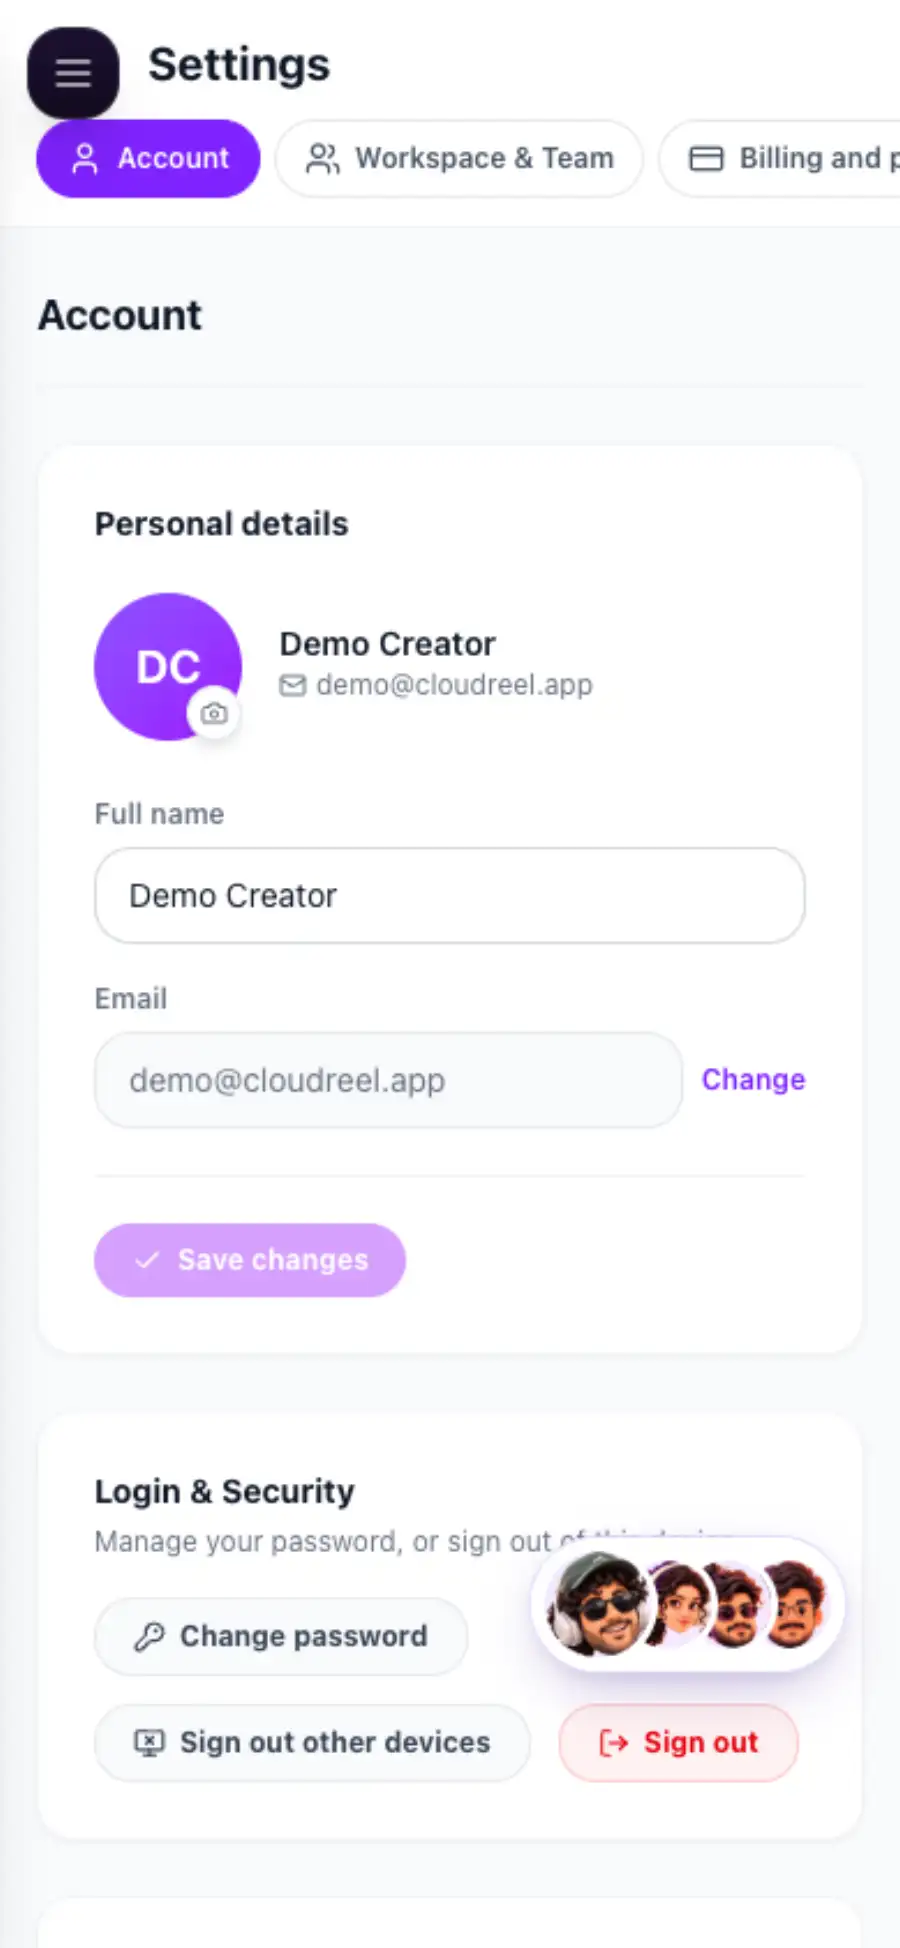 Settings
Account
Workspace & Team
Billing and
Account
Personal details
DC
Demo Creator
demo@cloudreel.app
Full name
Demo Creator
Email
demo@cloudreel.app
Change
Save changes
Login & Security
Manage your password, or sign out of this
Change password
Sign out other devices
Sign out